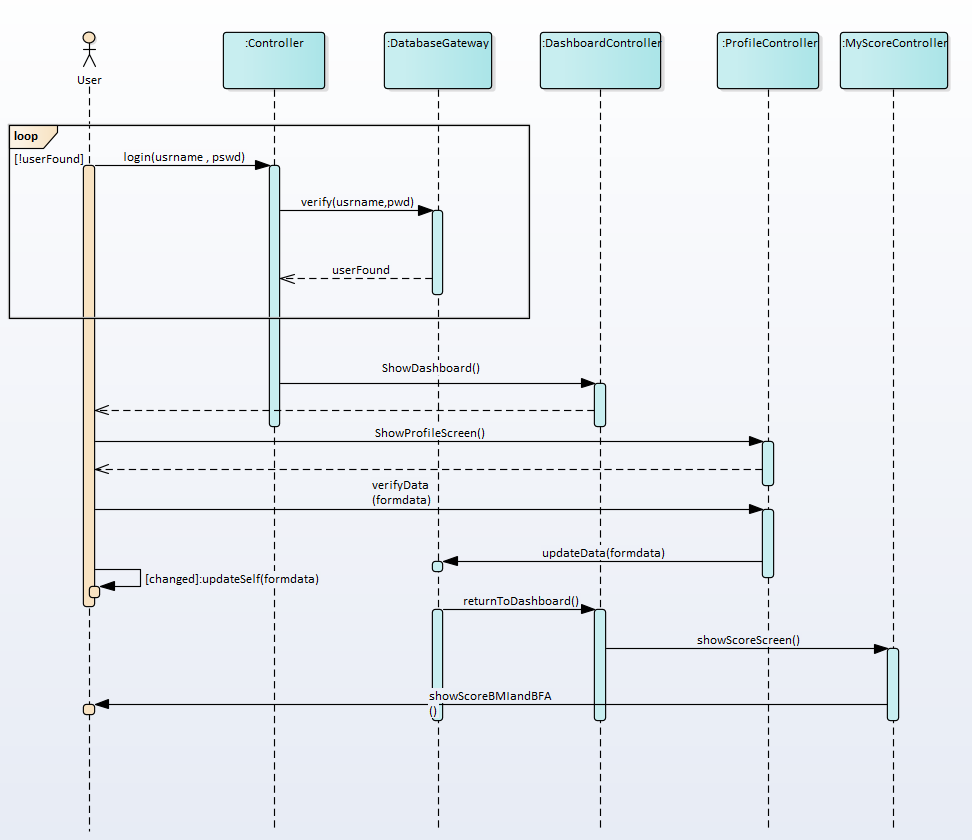 :Controller
:DatabaseGateway
:DashboardController
:ProfileController
:MyScoreController
User
loop
[!userFound]
login(usrname , pswd)
verify(usrname,pwd)
userFound
ShowDashboard()
ShowProfileScreen()
verifyData
(formdata)
updateData(formdata)
[changed]:updateSelf(formdata)
returnToDashboard()
showScoreScreen()
showScoreBMIandBFA
()